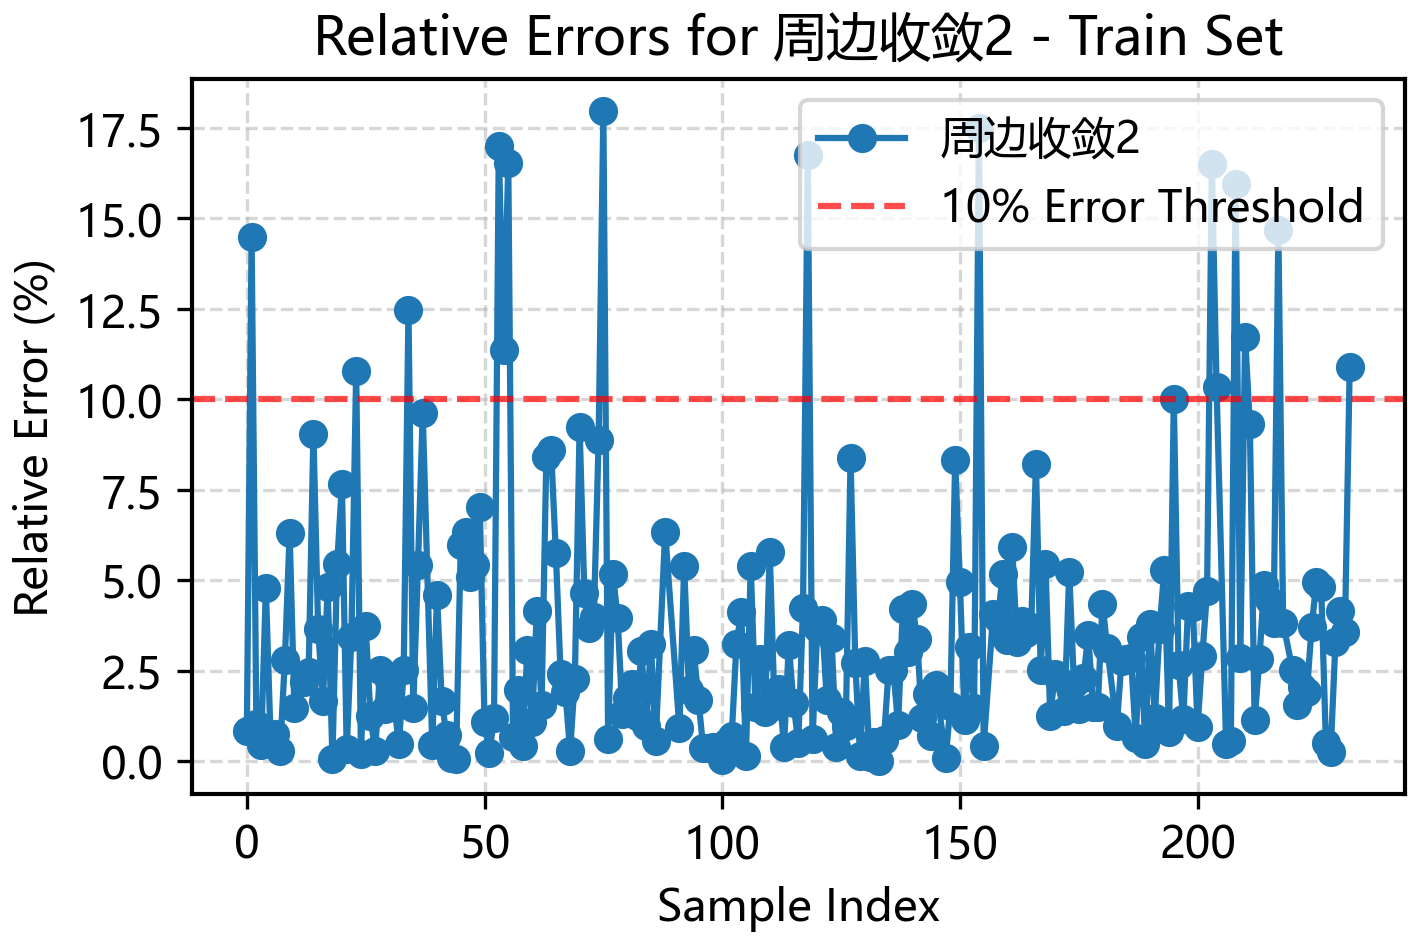 Relative Errors for 周边收敛2 - Train Set
周边收敛2
10% Error Threshold
Relative Error (%)
17.5
15.0
12.5
10.0
7.5
5.0
2.5
0.0
0 50 100 150 200
Sample Index